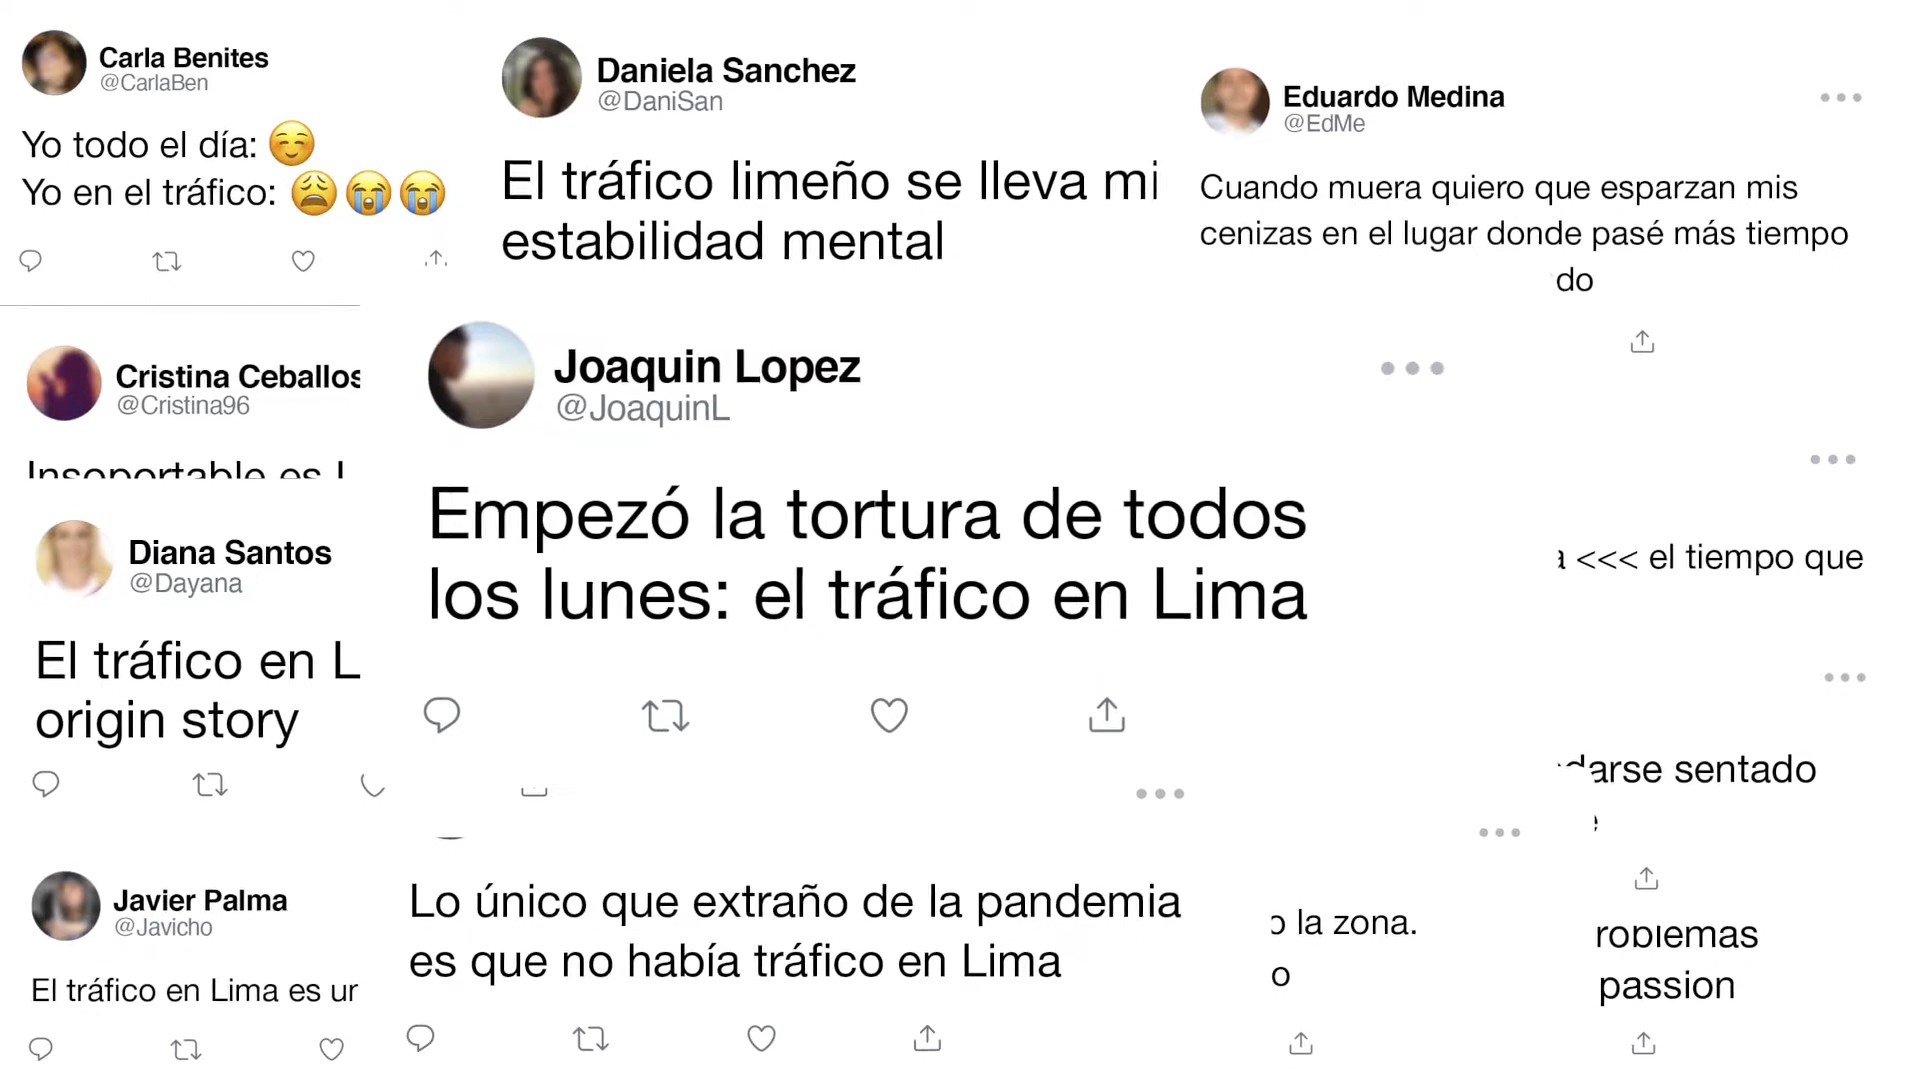 Carla Benites
@CarlaBen
Yo todo el día: ☺️
Yo en el tráfico: 😩😭😭
Daniela Sanchez
@DaniSan
El tráfico limeño se lleva mi
estabilidad mental
Eduardo Medina
@EdMe
Cuando muera quiero que esparzan mis
cenizas en el lugar donde pasé más tiempo
do
Cristina Ceballos
@Cristina96
Insoportable es
Joaquin Lopez
@JoaquinL
Empezó la tortura de todos
los lunes: el tráfico en Lima
<<< el tiempo que
Diana Santos
@Dayana
El tráfico en L
origin story
darse sentado
Javier Palma
@Javicho
El tráfico en Lima es un
Lo único que extraño de la pandemia
es que no había tráfico en Lima
o la zona.
o
roblemas
passion